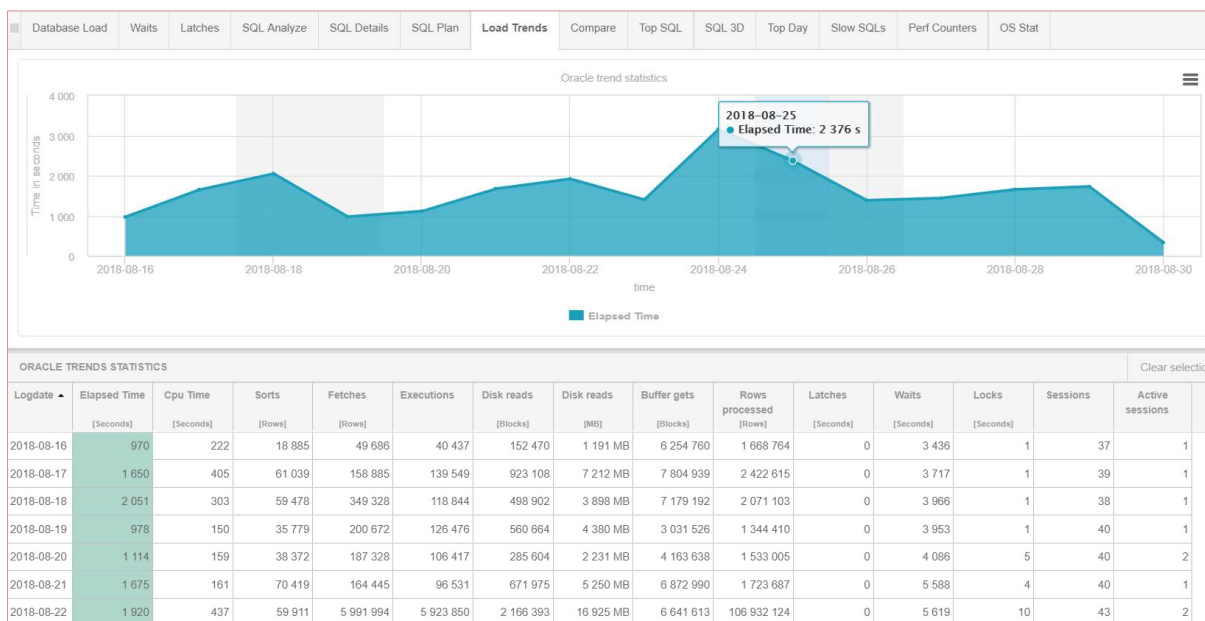 Database Load Waits Latches SQL Analyze SQL Details SQL Plan Load Trends Compare Top SQL SQL 3D Top Day Slow SQLs Perf Counters OS Stat
Oracle trend statistics
4 000
3 000
2 000
1 000
0
Time in seconds
2018-08-25
Elapsed Time: 2 376 s
2018-08-16 2018-08-18 2018-08-20 2018-08-22 2018-08-24 2018-08-26 2018-08-28 2018-08-30
time
Elapsed Time
ORACLE TRENDS STATISTICS Clear selectio
Logdate Elapsed Time Cpu Time Sorts Fetches Executions Disk reads Disk reads Buffer gets Rows processed Latches Waits Locks Sessions Active sessions
[Seconds] [Seconds] [Rows] [Rows] [Blocks] [MB] [Blocks] [Rows] [Seconds] [Seconds] [Seconds]
2018-08-16 970 222 18 885 49 686 40 437 152 470 1 191 MB 6 254 760 1 668 764 0 3 436 1 37 1
2018-08-17 1 650 405 61 039 158 885 139 549 923 108 7 212 MB 7 804 939 2 422 615 0 3 717 1 39 1
2018-08-18 2 051 303 59 478 349 328 118 844 498 902 3 898 MB 7 179 192 2 071 103 0 3 966 1 38 1
2018-08-19 978 150 35 779 200 672 126 476 560 664 4 380 MB 3 031 526 1 344 410 0 3 953 1 40 1
2018-08-20 1 114 159 38 372 187 328 106 417 285 604 2 231 MB 4 163 638 1 533 005 0 4 086 5 40 2
2018-08-21 1 675 161 70 419 164 445 96 531 671 975 5 250 MB 6 872 990 1 723 687 0 5 588 4 40 1
2018-08-22 1 920 437 59 911 5 991 994 5 923 850 2 166 393 16 925 MB 6 641 613 106 932 124 0 5 619 10 43 2